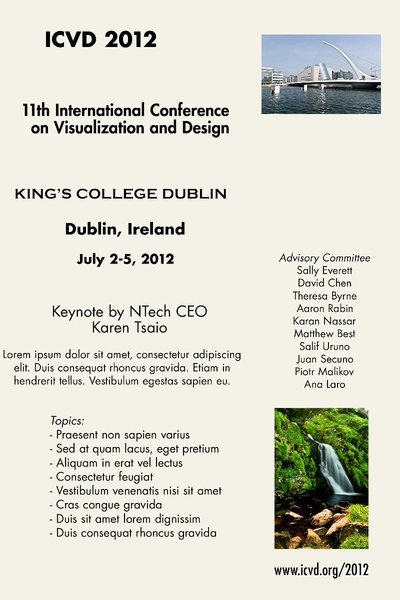 ICVD 2012
11th International Conference
on Visualization and Design
KING'S COLLEGE DUBLIN
Dublin, Ireland
July 2-5, 2012
Keynote by NTech CEO
Karen Tsaio
Lorem ipsum dolor sit amet, consectetur adipiscing
elit. Duis consequat rhoncus gravida. Etiam in
hendrerit tellus. Vestibulum egestas sapien eu.
Topics:
- Praesent non sapien varius
- Sed at quam lacus, eget pretium
- Aliquam in erat vel lectus
- Consectetur feugiat
- Vestibulum venenatis nisi sit amet
- Cras congue gravida
- Duis sit amet lorem dignissim
- Duis consequat rhoncus gravida
Advisory Committee
Sally Everett
David Chen
Theresa Byrne
Aaron Rabin
Karan Nassar
Matthew Best
Salif Uruno
Juan Secuno
Piotr Malikov
Ana Laro
www.icvd.org/2012